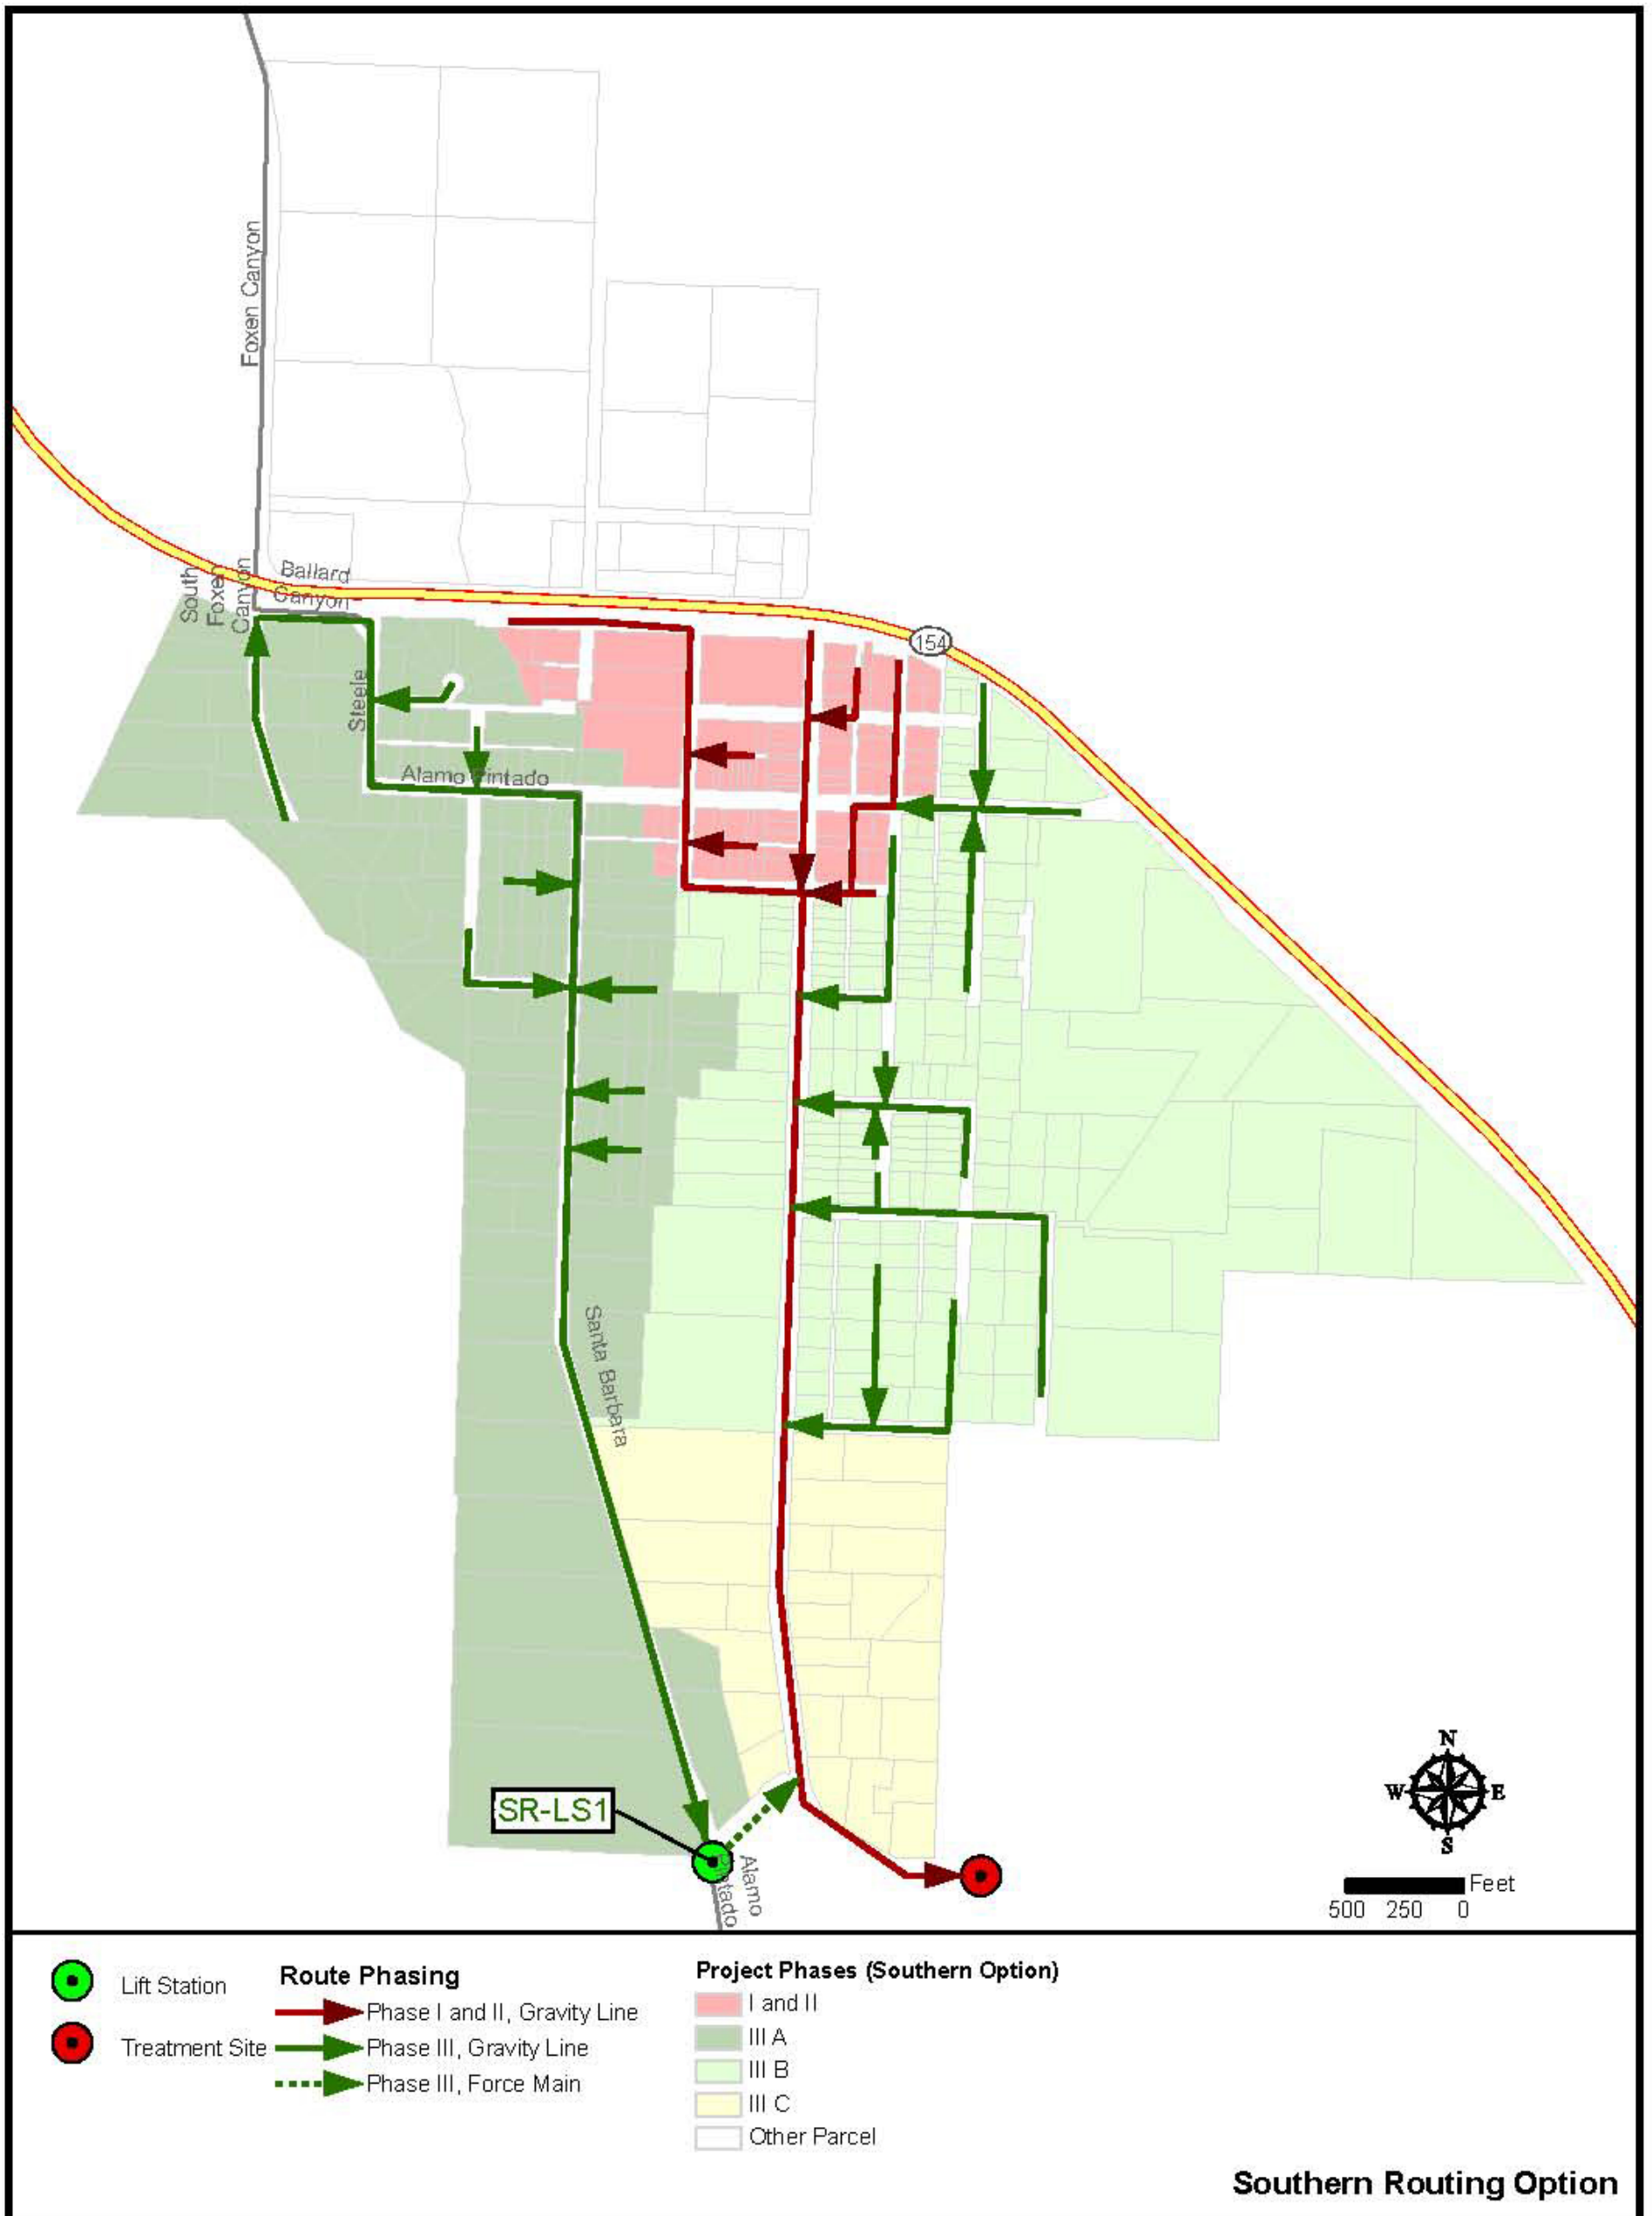 Foxen Canyon
Ballard
Canyon
South
Foxen
Canyon
154
Steele
Alamo Pintado
Santa Barbara
SR-LS1
Alamo
Pintado
N
W E
S
Feet
500 250 0
Lift Station
Treatment Site
Route Phasing
Phase I and II, Gravity Line
Phase III, Gravity Line
Phase III, Force Main
Project Phases (Southern Option)
I and II
III A
III B
III C
Other Parcel
Southern Routing Option